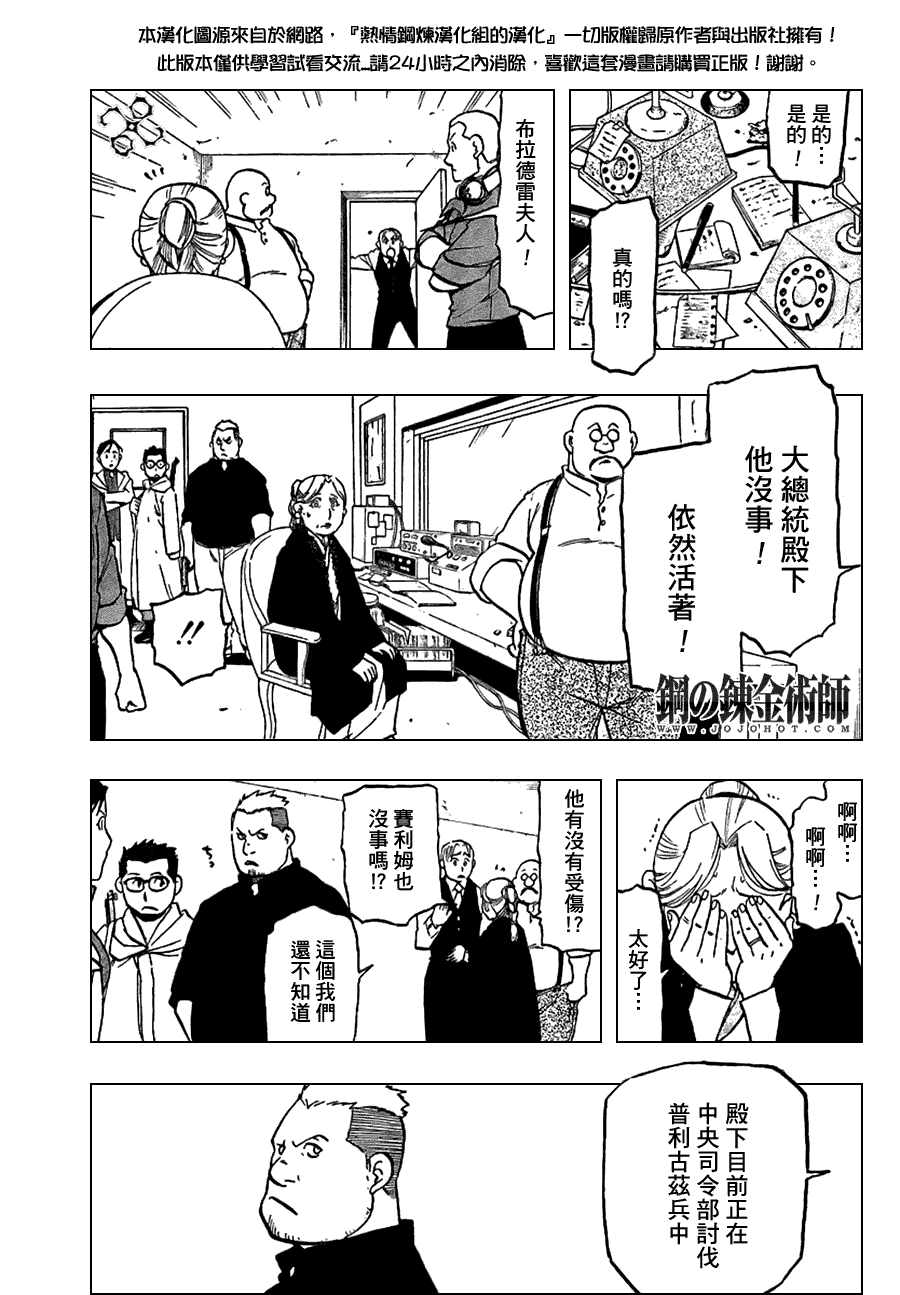 本漢化圖源來自於網路，『熱情鋼煉漢化組的漢化』一切版權歸原作者與出版社擁有！
此版本僅供學習試看交流...請24小時之內消除，喜歡這套漫畫請購買正版！謝謝。
是的…
是的！
真的嗎!?
布拉德雷夫人！
大總統殿下
他沒事！
依然活著！
!!
鋼の錬金術師
WWW.JOJOHOT.COM
啊啊…
啊啊…！
太好了…
他有沒有受傷!?
賽利姆也
沒事嗎!?
這個我們
還不知道
殿下目前正在
中央司令部討伐
普利古茲兵中